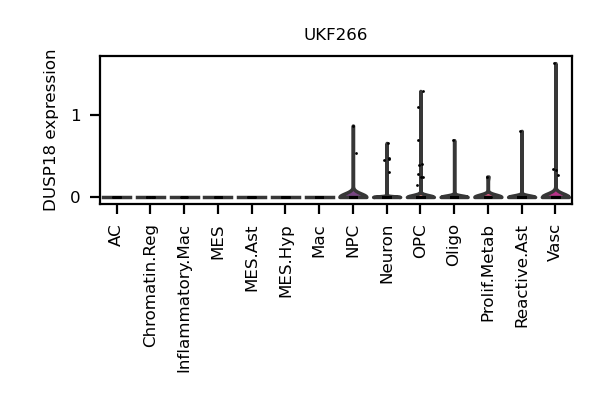 UKF266
DUSP18 expression
1
0
AC
Chromatin.Reg
Inflammatory.Mac
MES
MES.Ast
MES.Hyp
Mac
NPC
Neuron
OPC
Oligo
Prolif.Metab
Reactive.Ast
Vasc